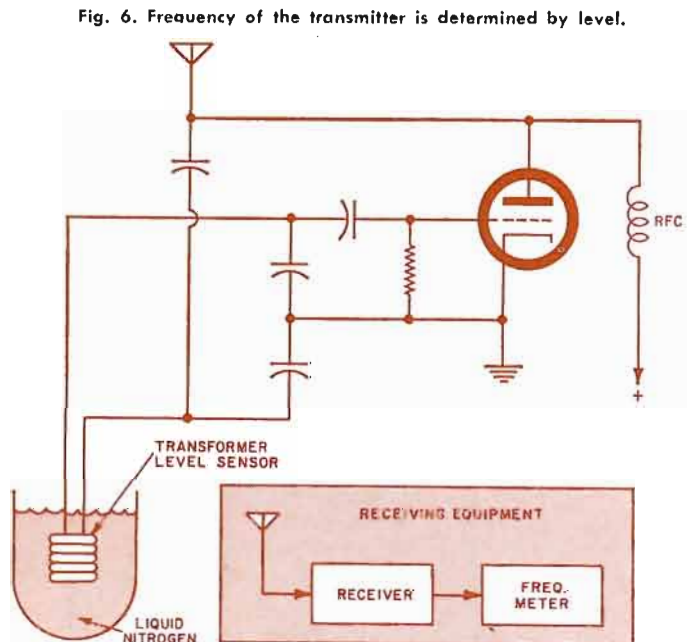 Fig. 6. Frequency of the transmitter is determined by level.
RFC
+
TRANSFORMER
LEVEL SENSOR
RECEIVING EQUIPMENT
RECEIVER
FREQ.
METER
LIQUID
NITROGEN